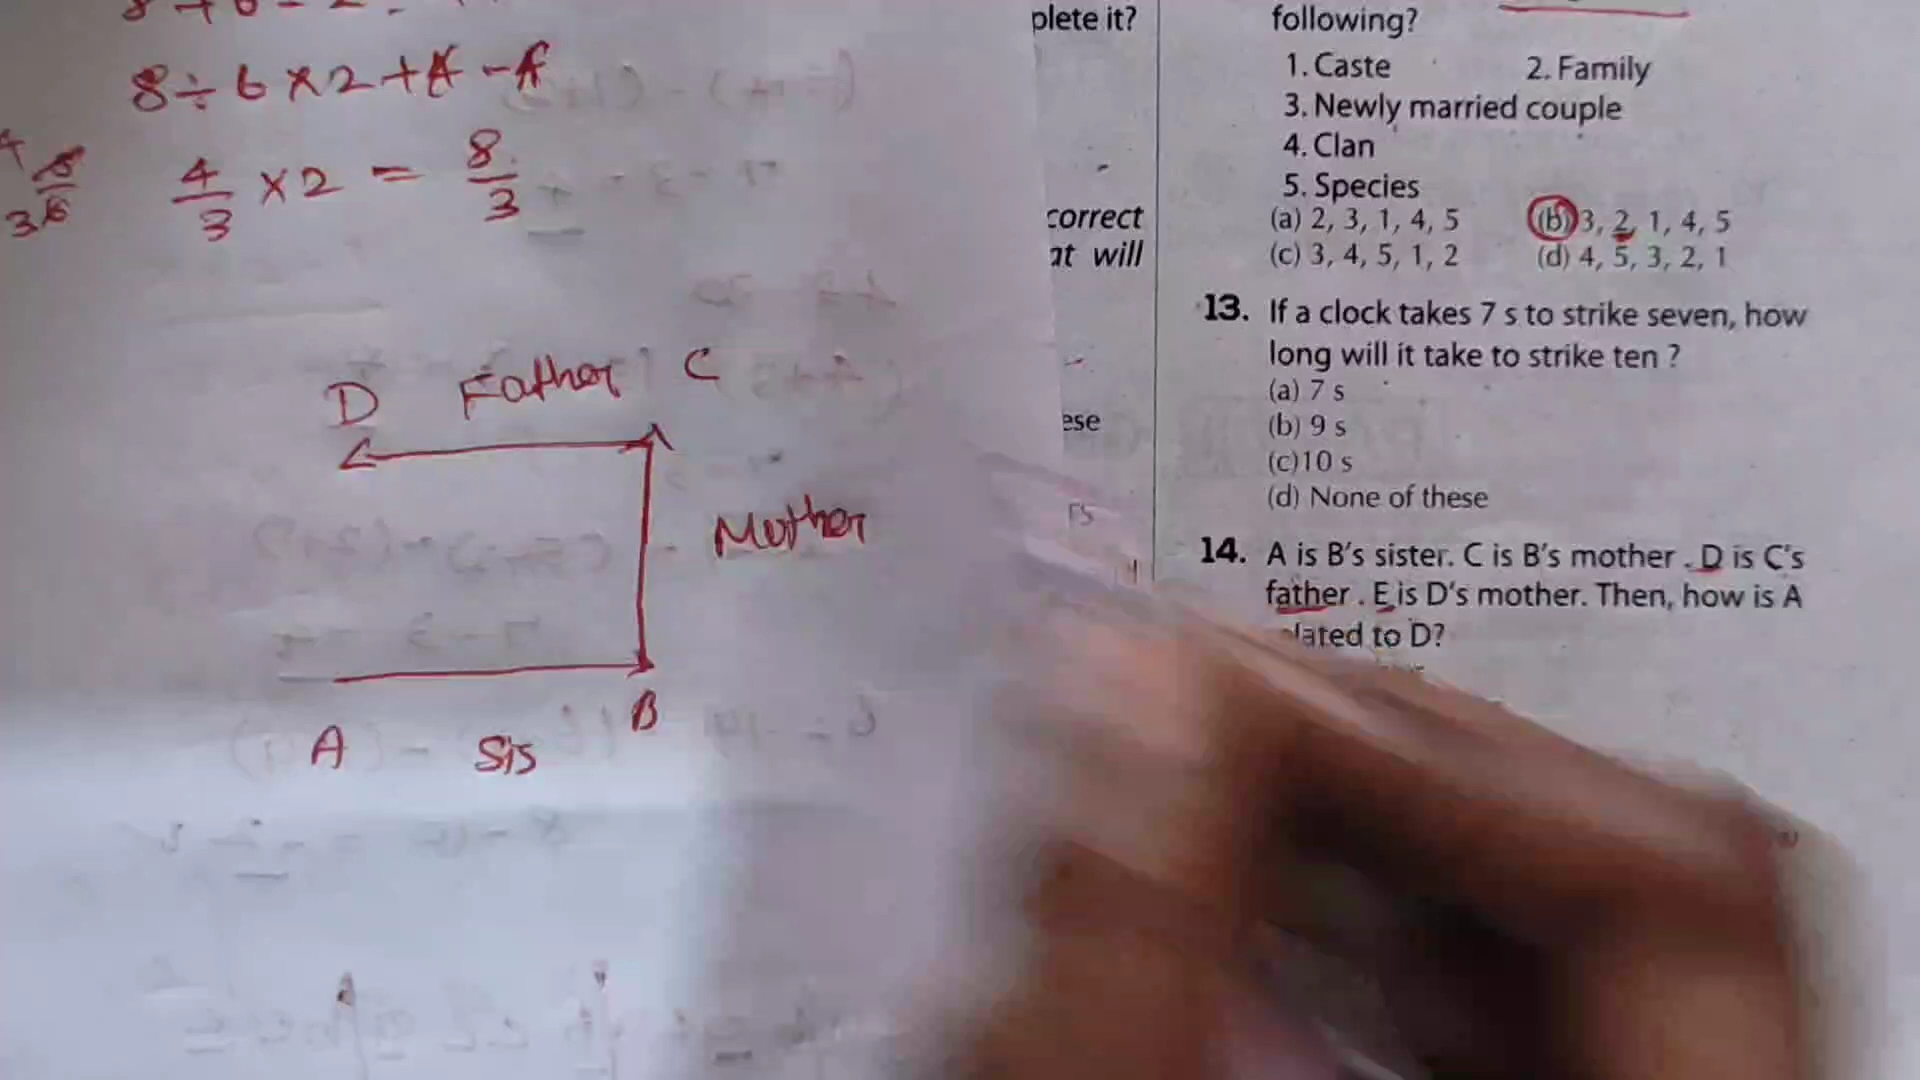 8 ÷ 6 × 2 + A - A
4/3 × 2 = 8/3
D Father C
Mother
B
A Sis
plete it?
correct
at will
ese
following?
1. Caste 2. Family
3. Newly married couple
4. Clan
5. Species
(a) 2, 3, 1, 4, 5 (b) 3, 2, 1, 4, 5
(c) 3, 4, 5, 1, 2 (d) 4, 5, 3, 2, 1
13. If a clock takes 7 s to strike seven, how
long will it take to strike ten ?
(a) 7 s
(b) 9 s
(c) 10 s
(d) None of these
14. A is B's sister. C is B's mother . D is C's
father . E is D's mother. Then, how is A
lated to D?